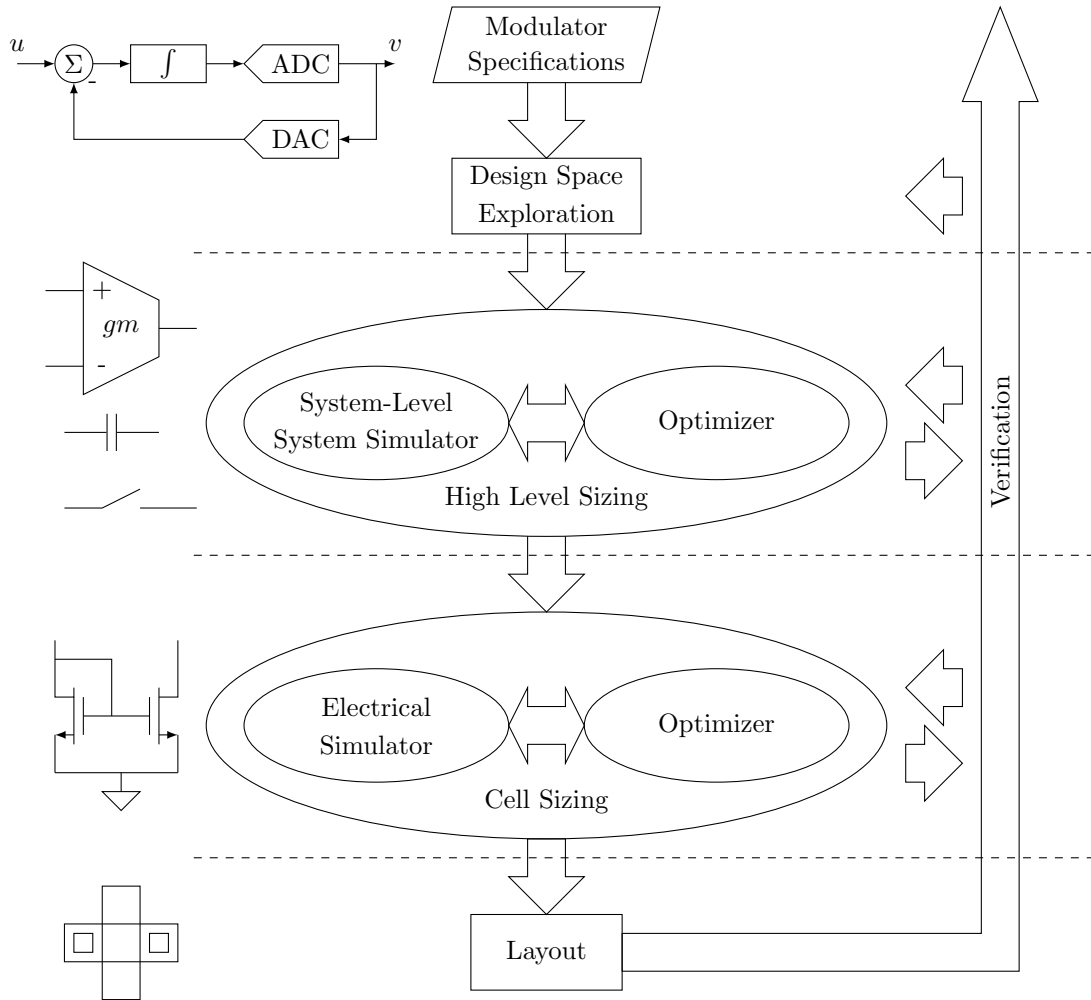 u
Σ
-
∫
ADC
v
DAC
Modulator
Specifications
Design Space
Exploration
+
gm
-
System-Level
System Simulator
Optimizer
High Level Sizing
Verification
Electrical
Simulator
Optimizer
Cell Sizing
Layout